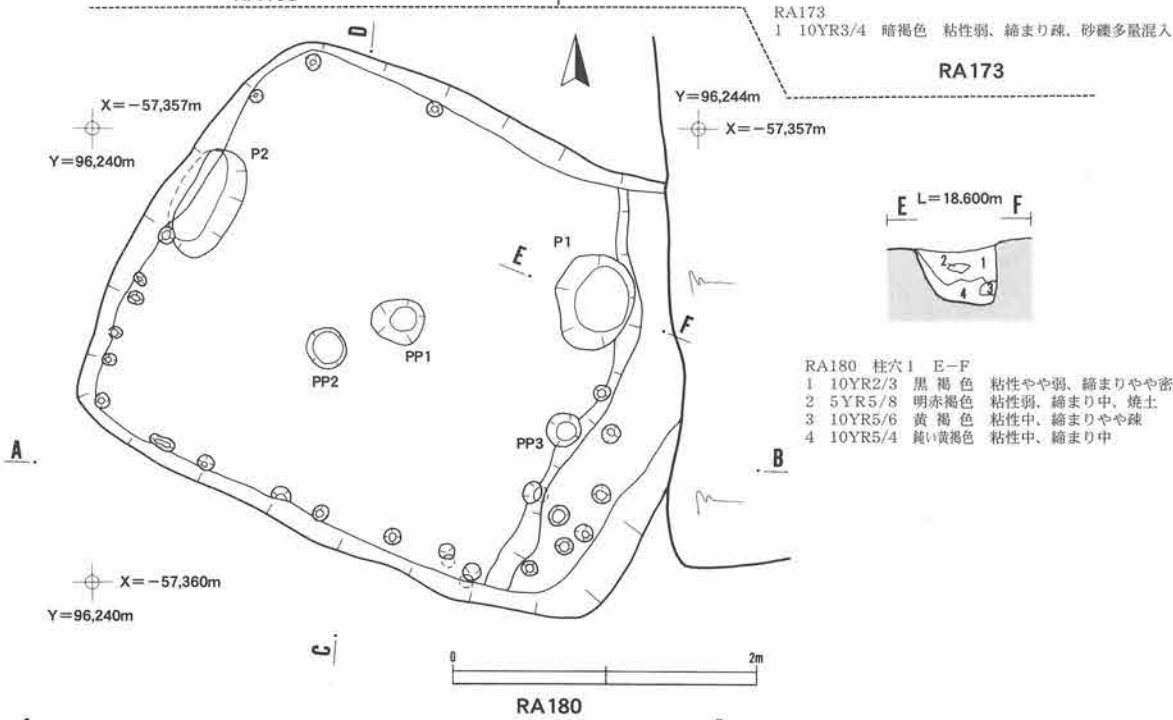 RA173
1 10YR3/4 暗褐色 粘性弱、締まり疎、砂礫多量混入
RA173
D
X＝−57,357m
Y＝96,240m
Y＝96,244m
X＝−57,357m
P2
P1
E
F
PP1
PP2
PP3
A
B
E L＝18.600m F
2
1
4
3
RA180 柱穴1 E−F
1 10YR2/3 黒褐色 粘性やや弱、締まりやや密
2 5YR5/8 明赤褐色 粘性弱、締まり中、焼土
3 10YR5/6 黄褐色 粘性中、締まりやや疎
4 10YR5/4 鈍い黄褐色 粘性中、締まり中
X＝−57,360m
Y＝96,240m
C
0
2m
RA180